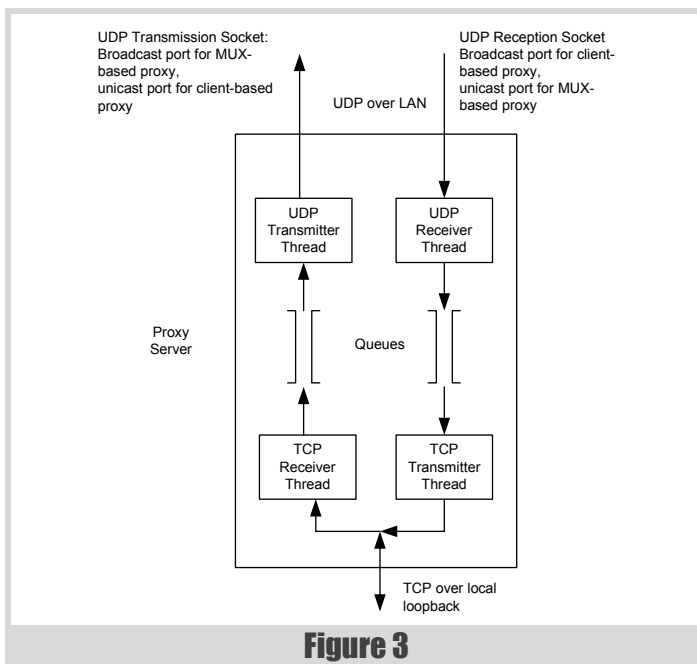 UDP Transmission Socket:
Broadcast port for MUX-
based proxy,
unicast port for client-based
proxy
UDP Reception Socket
Broadcast port for client-
based proxy,
unicast port for MUX-
based proxy
UDP over LAN
UDP
Transmitter
Thread
UDP
Receiver
Thread
Proxy
Server
Queues
TCP
Receiver
Thread
TCP
Transmitter
Thread
TCP over local
loopback
Figure 3